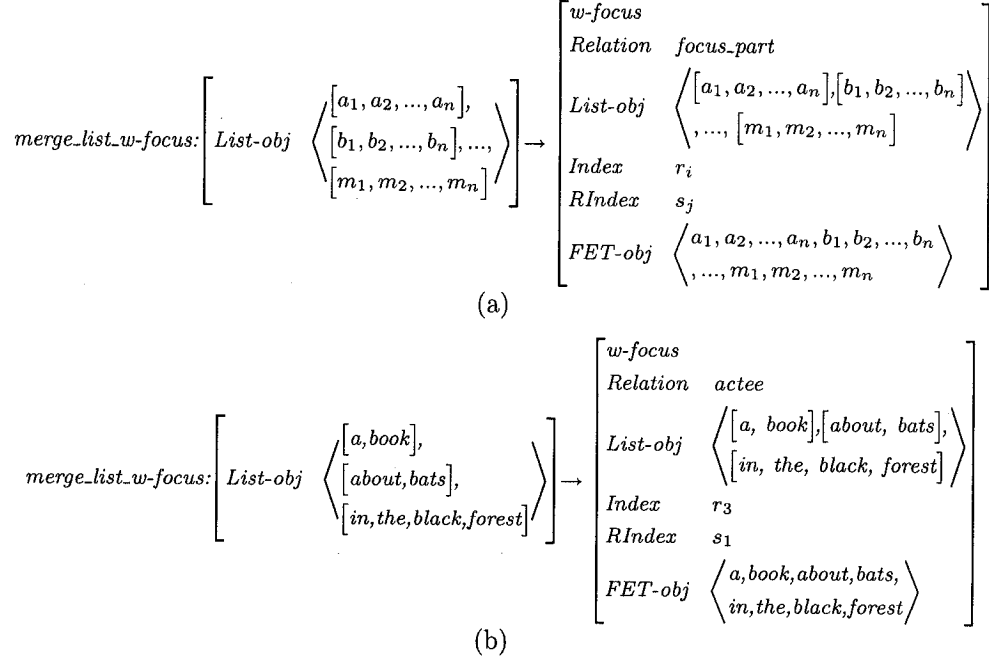 merge_list_w-focus: [ List-obj ⟨ [a₁, a₂, ..., aₙ], [b₁, b₂, ..., bₙ], ..., [m₁, m₂, ..., mₙ] ⟩ ] →
w-focus
Relation focus_part
List-obj ⟨ [a₁, a₂, ..., aₙ],[b₁, b₂, ..., bₙ]
, ..., [m₁, m₂, ..., mₙ] ⟩
Index rᵢ
RIndex sⱼ
FET-obj ⟨ a₁, a₂, ..., aₙ, b₁, b₂, ..., bₙ
, ..., m₁, m₂, ..., mₙ ⟩
(a)
merge_list_w-focus: [ List-obj ⟨ [a,book], [about,bats], [in,the,black,forest] ⟩ ] →
w-focus
Relation actee
List-obj ⟨ [a, book],[about, bats],
[in, the, black, forest] ⟩
Index r₃
RIndex s₁
FET-obj ⟨ a,book,about,bats,
in,the,black,forest ⟩
(b)